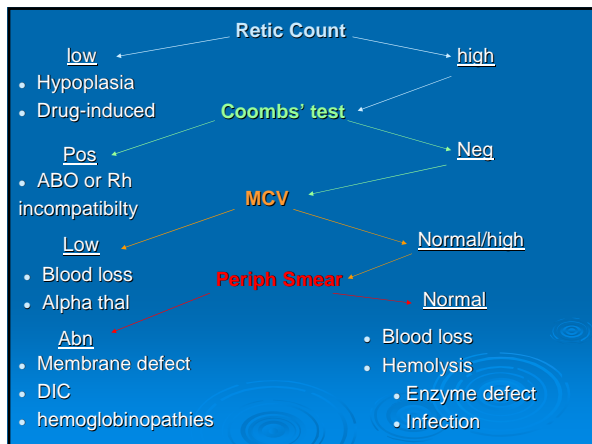 Retic Count
low
high
• Hypoplasia
• Drug-induced
Coombs' test
Pos
Neg
• ABO or Rh
incompatibilty
MCV
Low
Normal/high
• Blood loss
• Alpha thal
Periph Smear
Abn
Normal
• Membrane defect
• DIC
• hemoglobinopathies
• Blood loss
• Hemolysis
• Enzyme defect
• Infection